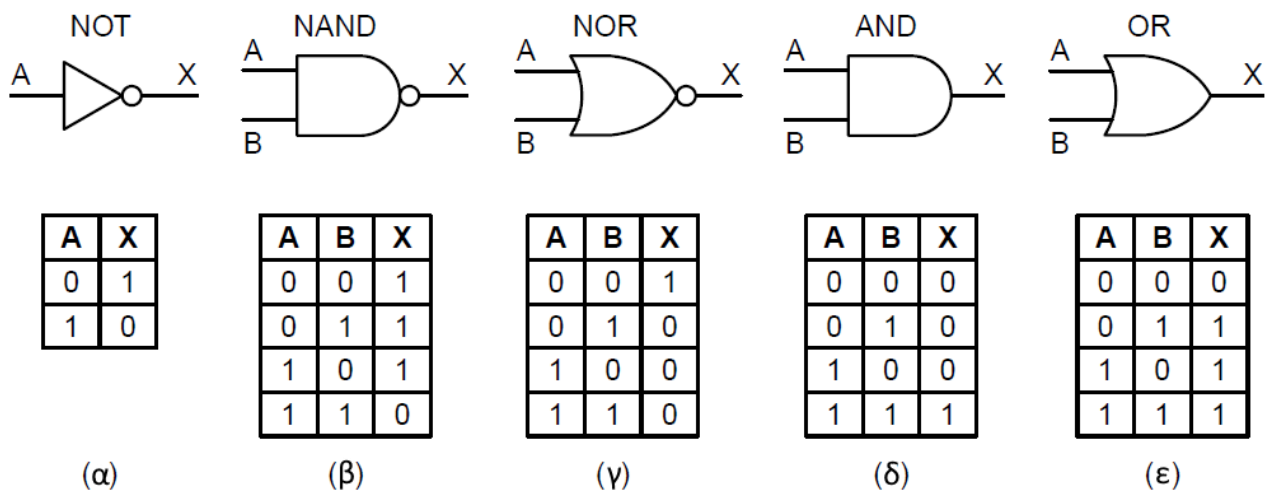 NOT NAND NOR AND OR
A X A B X A B X A B X A B X
A X
0 1
1 0
A B X
0 0 1
0 1 1
1 0 1
1 1 0
A B X
0 0 1
0 1 0
1 0 0
1 1 0
A B X
0 0 0
0 1 0
1 0 0
1 1 1
A B X
0 0 0
0 1 1
1 0 1
1 1 1
(α) (β) (γ) (δ) (ε)